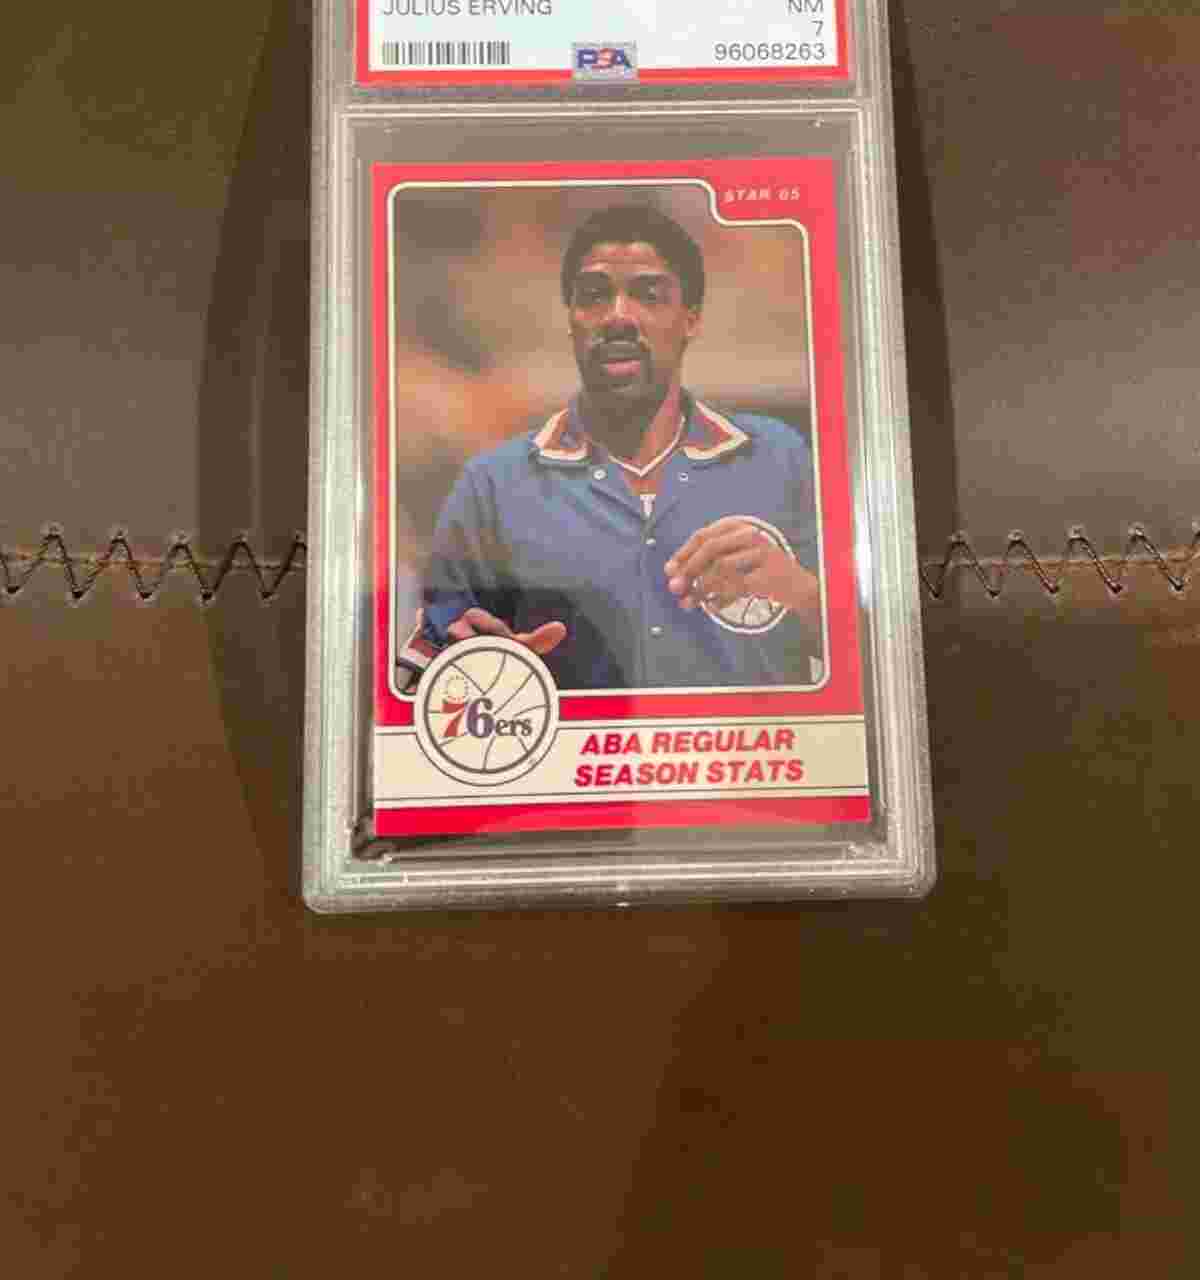 JULIUS ERVING
NM
7
PSA
96068263
STAR 85
76ers
ABA REGULAR
SEASON STATS